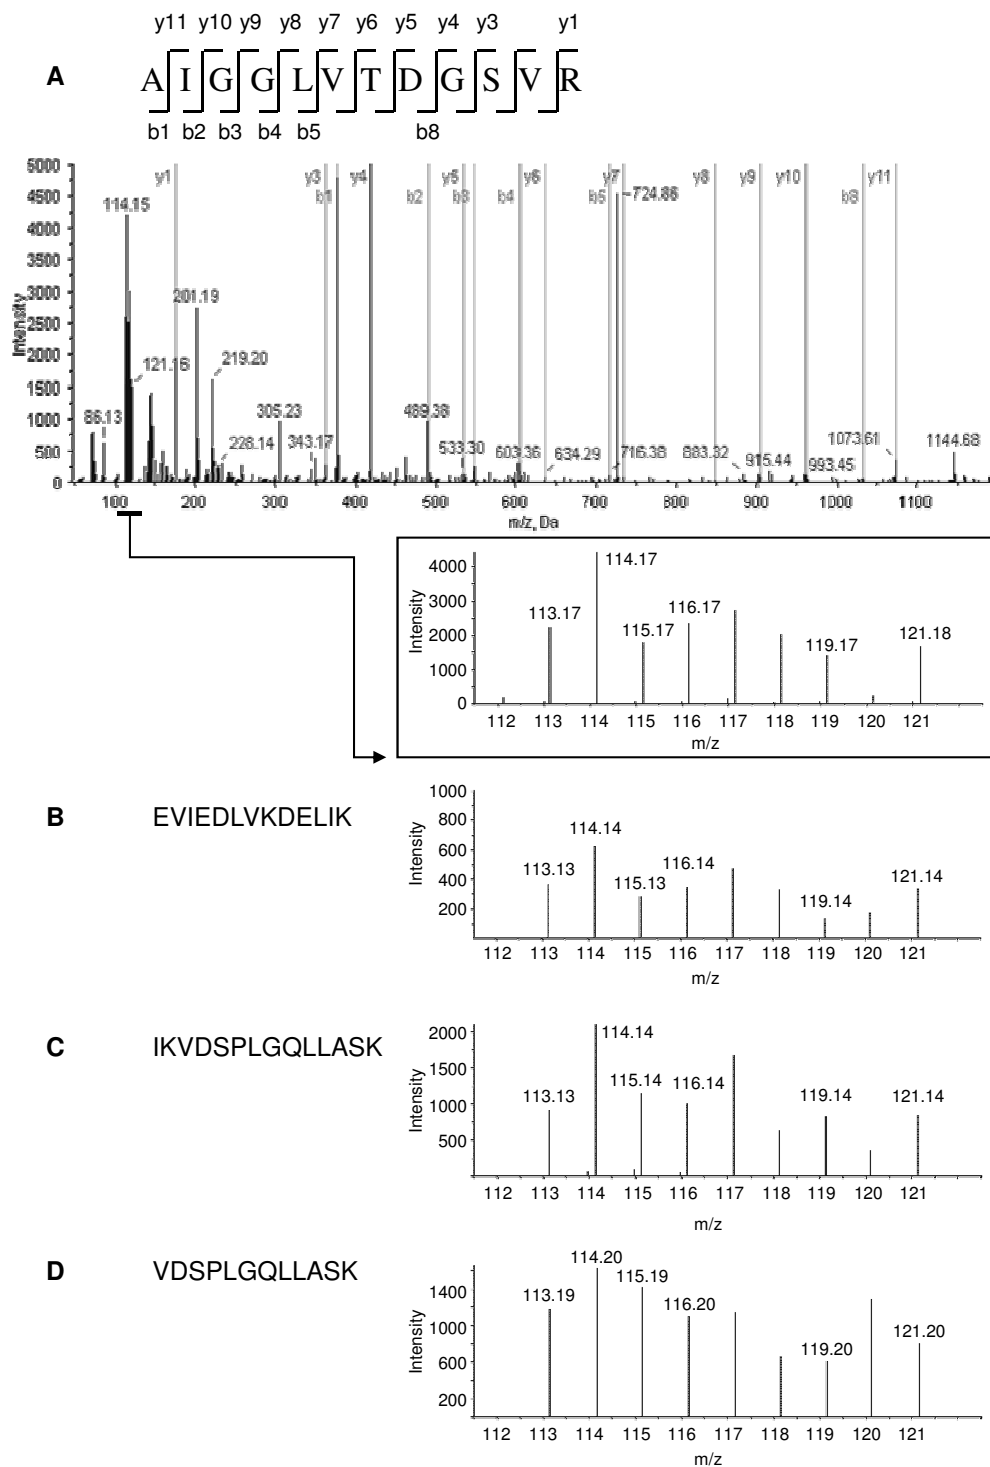 y11 y10 y9 y8 y7 y6 y5 y4 y3 y1
A AIGGLVTDGSVR
b1 b2 b3 b4 b5 b8
5000 4500 4000 3500 3000 2500 2000 1500 1000 500 0
Intensity
y1 y3 y4 y5 y6 y7 y8 y9 y10 y11
b1 b2 b3 b4 b5 b8
724.86
114.15
201.19
121.16 219.20
86.13 305.23 489.38
226.14 343.17 533.30 603.36 634.29 716.38 883.32 915.44 993.45 1073.61 1144.68
100 200 300 400 500 600 700 800 900 1000 1100
m/z, Da
4000 3000 2000 1000 0
Intensity
113.17 114.17 115.17 116.17 119.17 121.18
112 113 114 115 116 117 118 119 120 121
m/z
B EVIEDLVKDELIK
1000 800 600 400 200
Intensity
113.13 114.14 115.13 116.14 119.14 121.14
112 113 114 115 116 117 118 119 120 121
m/z
C IKVDSPLGQLLASK
2000 1500 1000 500
Intensity
113.13 114.14 115.14 116.14 119.14 121.14
112 113 114 115 116 117 118 119 120 121
m/z
D VDSPLGQLLASK
1400 1000 600 200
Intensity
113.19 114.20 115.19 116.20 119.20 121.20
112 113 114 115 116 117 118 119 120 121
m/z